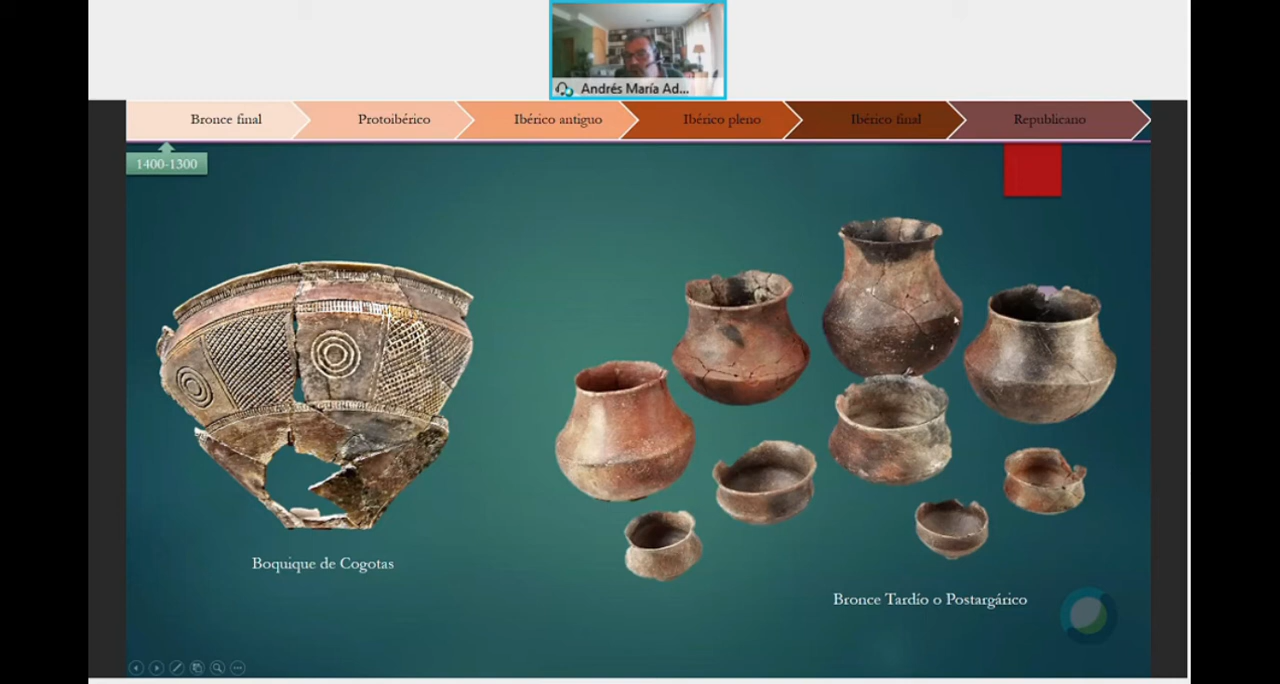 Andrés María Ad...
Bronce final
Protoibérico
Ibérico antiguo
Ibérico pleno
Ibérico final
Republicano
1400-1300
Boquique de Cogotas
Bronce Tardío o Postargárico